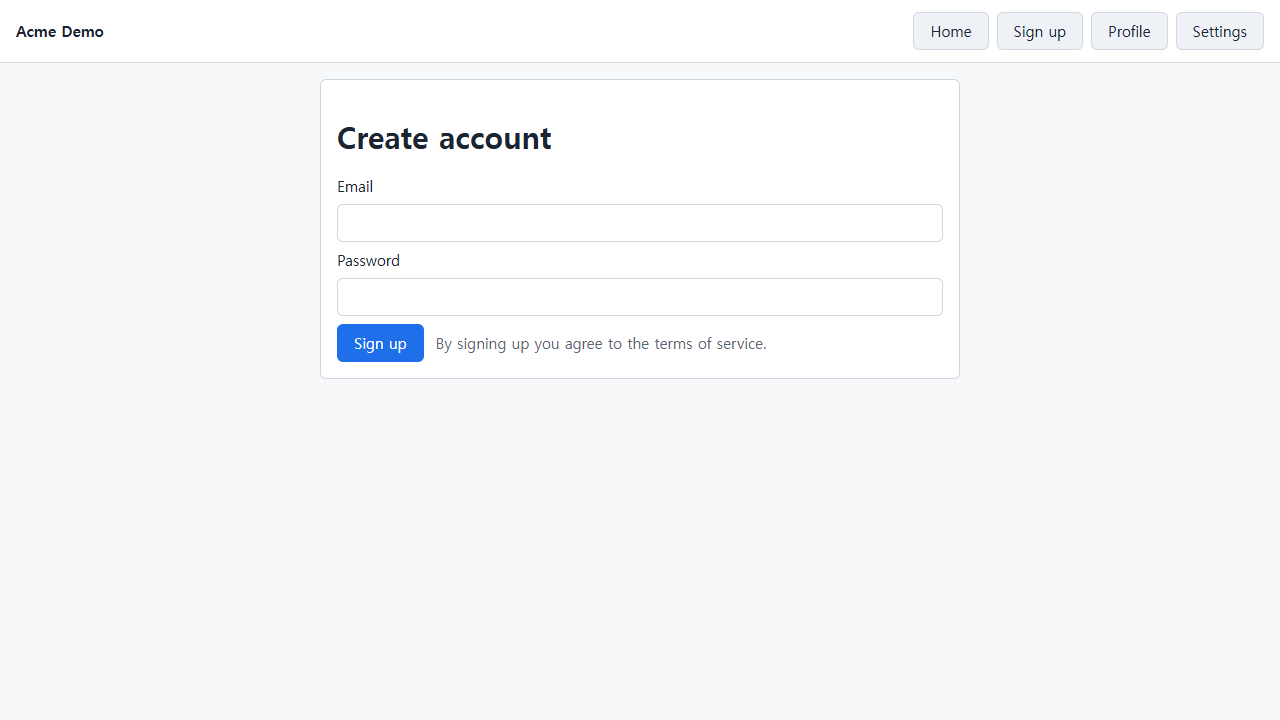 Acme Demo
Home
Sign up
Profile
Settings
Create account
Email
Password
Sign up
By signing up you agree to the terms of service.